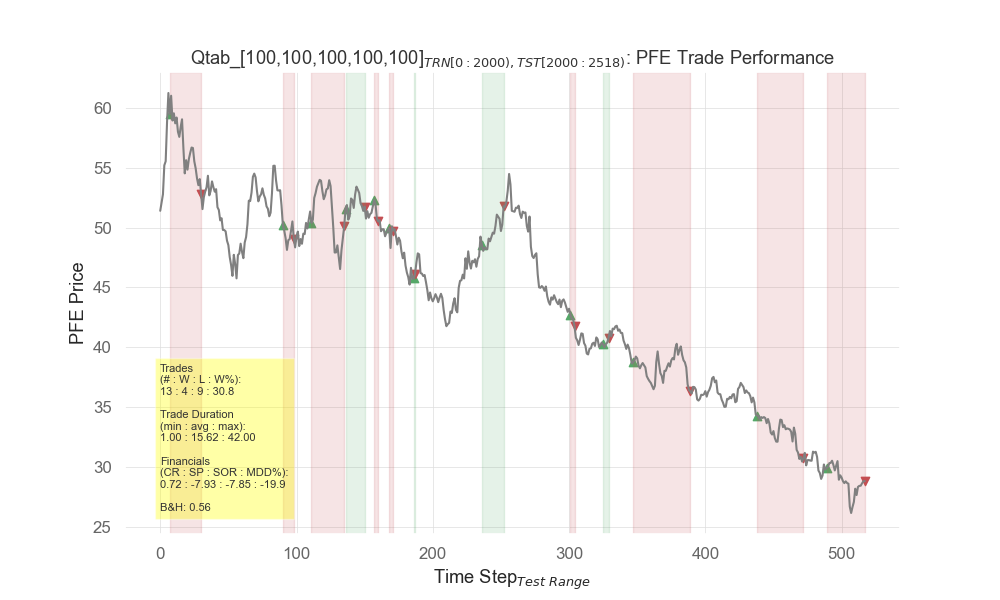 Qtab_[100,100,100,100,100]TRN[0:2000),TST[2000:2518): PFE Trade Performance
60
55
50
45
40
35
30
25
PFE Price
Trades
(# : W : L : W%):
13 : 4 : 9 : 30.8
Trade Duration
(min : avg : max):
1.00 : 15.62 : 42.00
Financials
(CR : SP : SOR : MDD%):
0.72 : -7.93 : -7.85 : -19.9
B&H: 0.56
0 100 200 300 400 500
Time StepTest Range